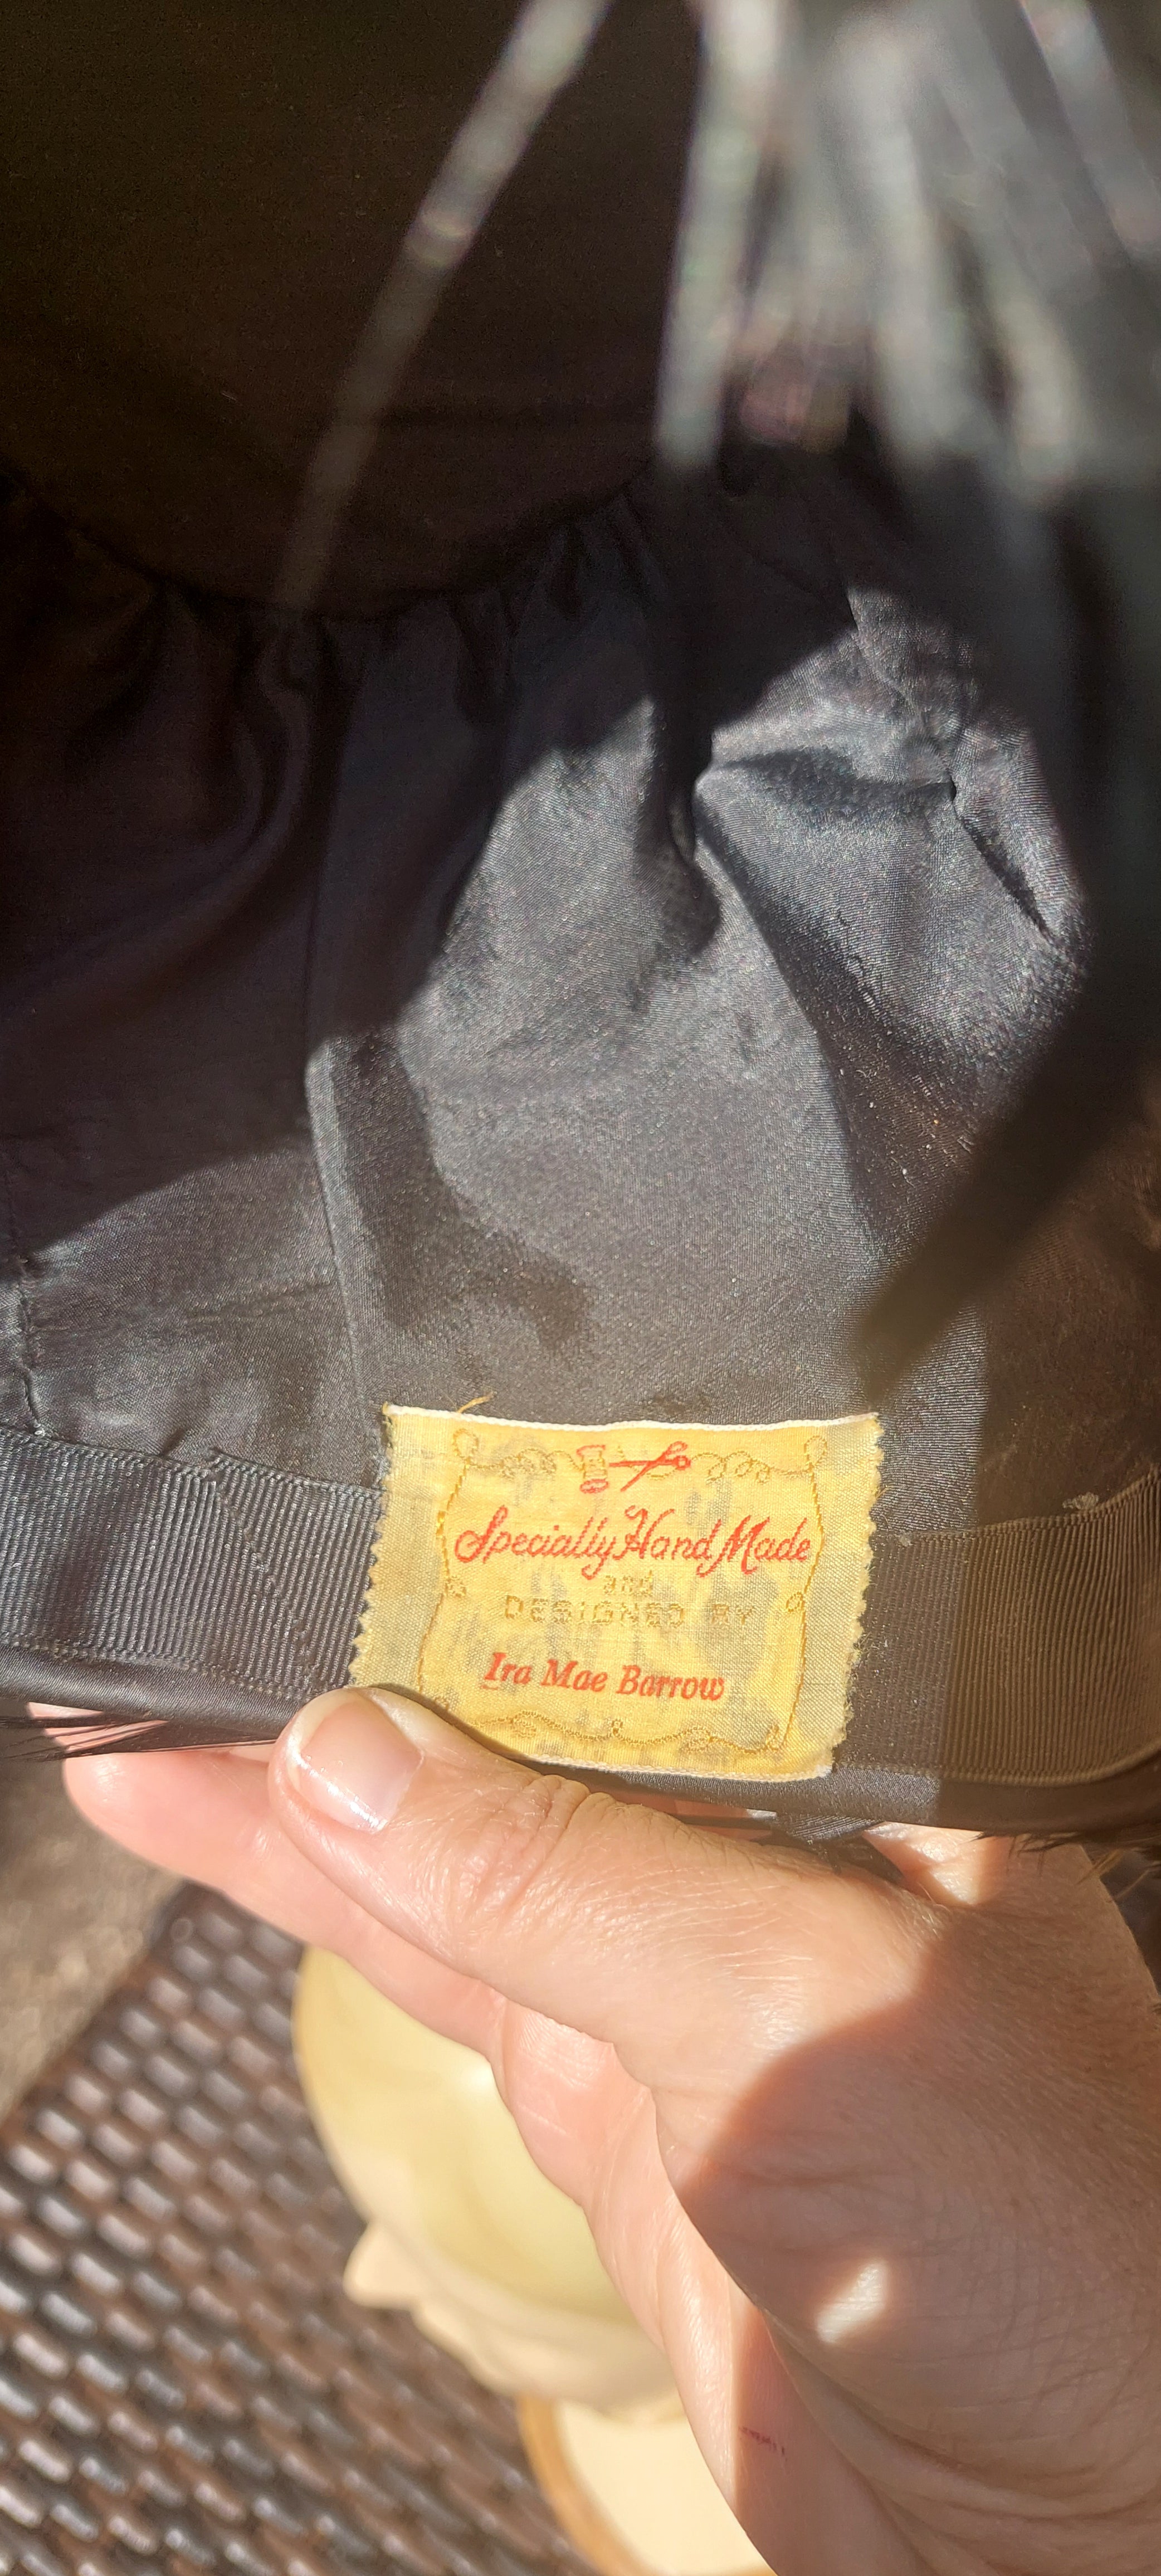 Specially Hand Made
and
DESIGNED BY
Ira Mae Barrow